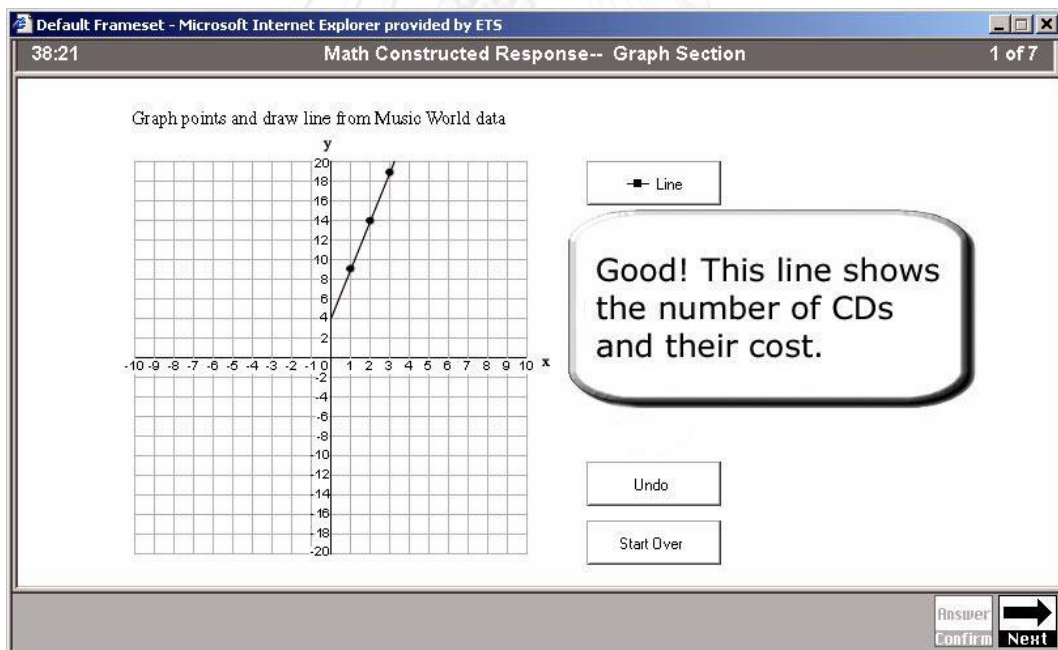 Default Frameset - Microsoft Internet Explorer provided by ETS
38:21 Math Constructed Response-- Graph Section 1 of 7
Graph points and draw line from Music World data
y
20
18
16
14
12
10
8
6
4
2
-10 -9 -8 -7 -6 -5 -4 -3 -2 -1 0 1 2 3 4 5 6 7 8 9 10 x
-2
-4
-6
-8
-10
-12
-14
-16
-18
-20
Line
Good! This line shows
the number of CDs
and their cost.
Undo
Start Over
Answer
Confirm
Next